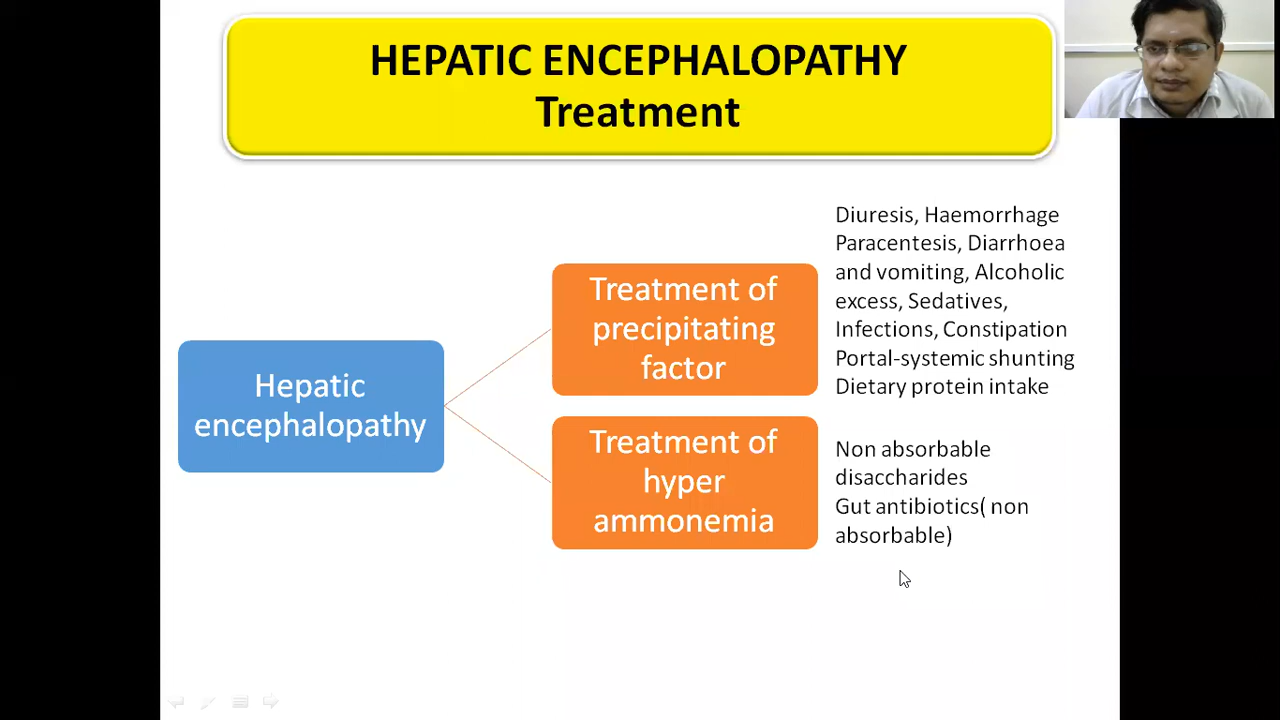 HEPATIC ENCEPHALOPATHY
Treatment
Hepatic
encephalopathy
Treatment of
precipitating
factor
Diuresis, Haemorrhage
Paracentesis, Diarrhoea
and vomiting, Alcoholic
excess, Sedatives,
Infections, Constipation
Portal-systemic shunting
Dietary protein intake
Treatment of
hyper
ammonemia
Non absorbable
disaccharides
Gut antibiotics( non
absorbable)